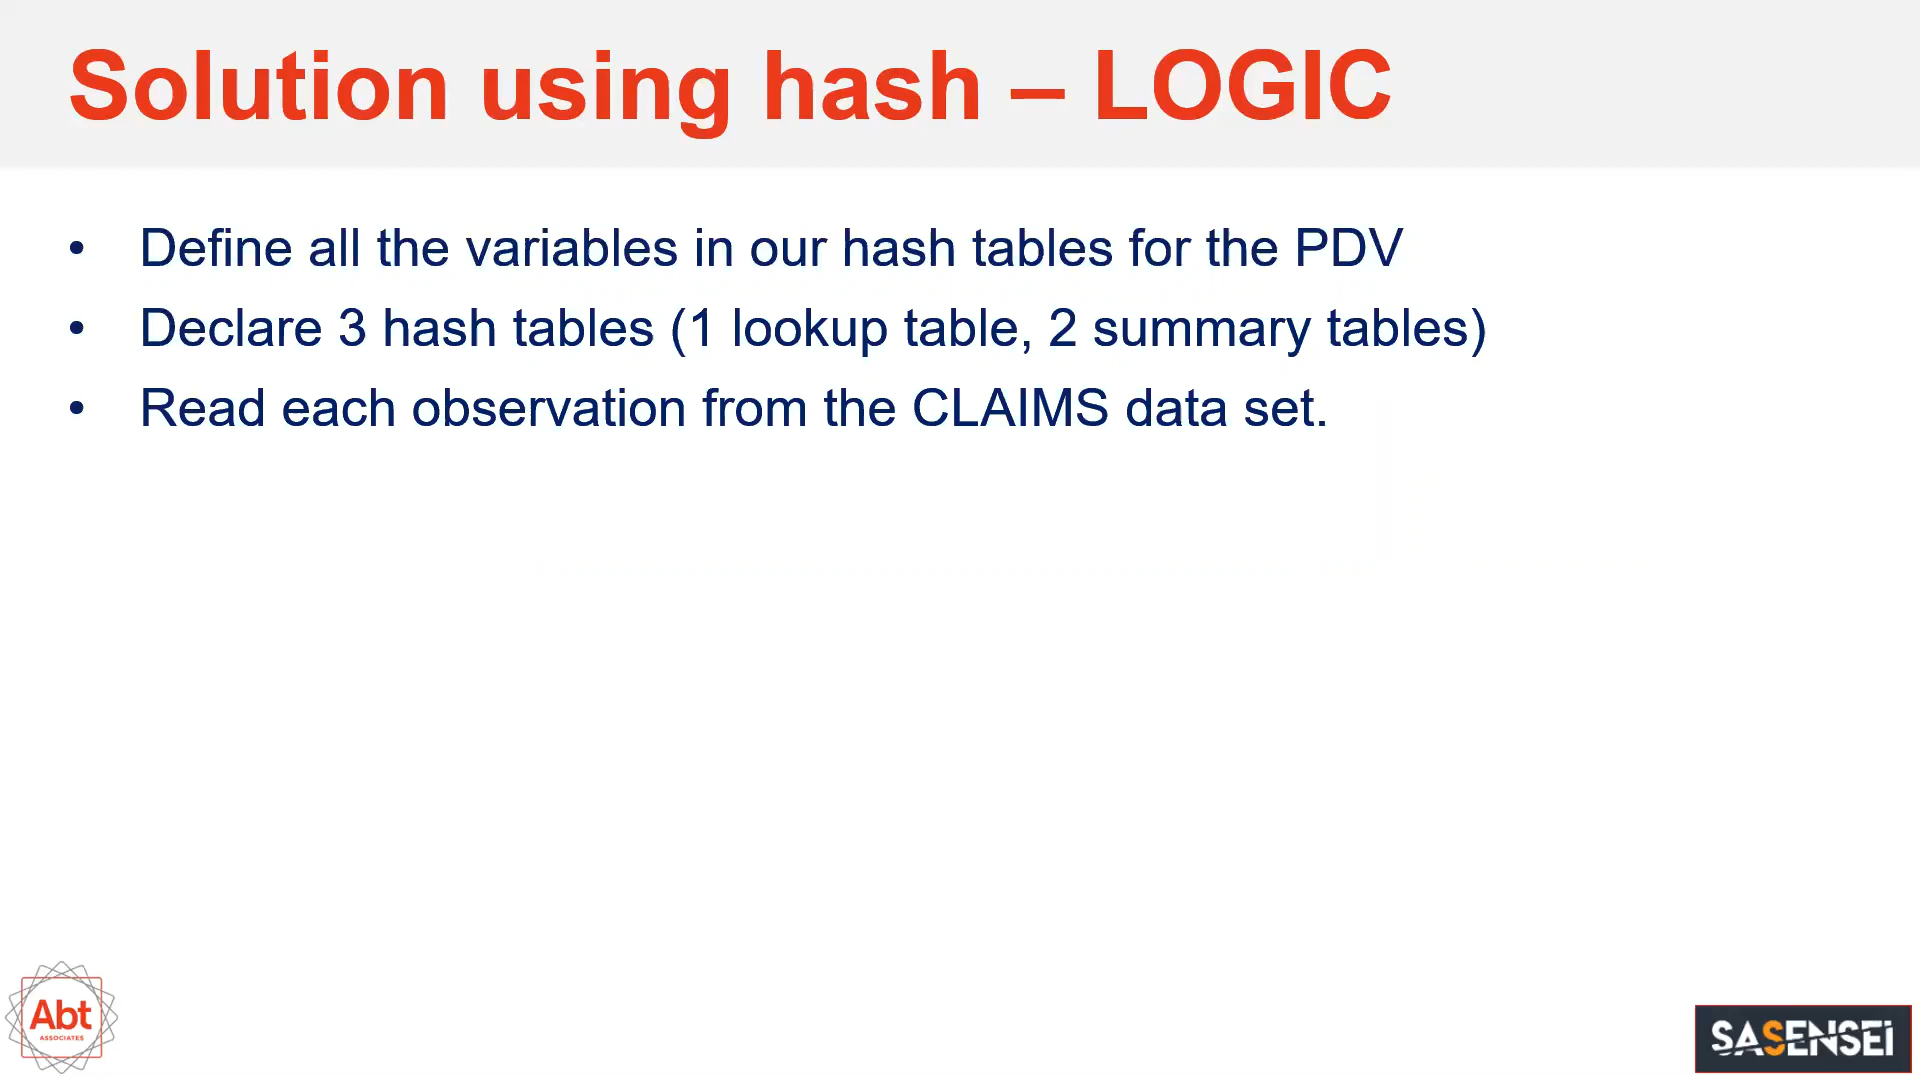 Solution using hash – LOGIC
• Define all the variables in our hash tables for the PDV
• Declare 3 hash tables (1 lookup table, 2 summary tables)
• Read each observation from the CLAIMS data set.
Abt
ASSOCIATES
SASENSEI